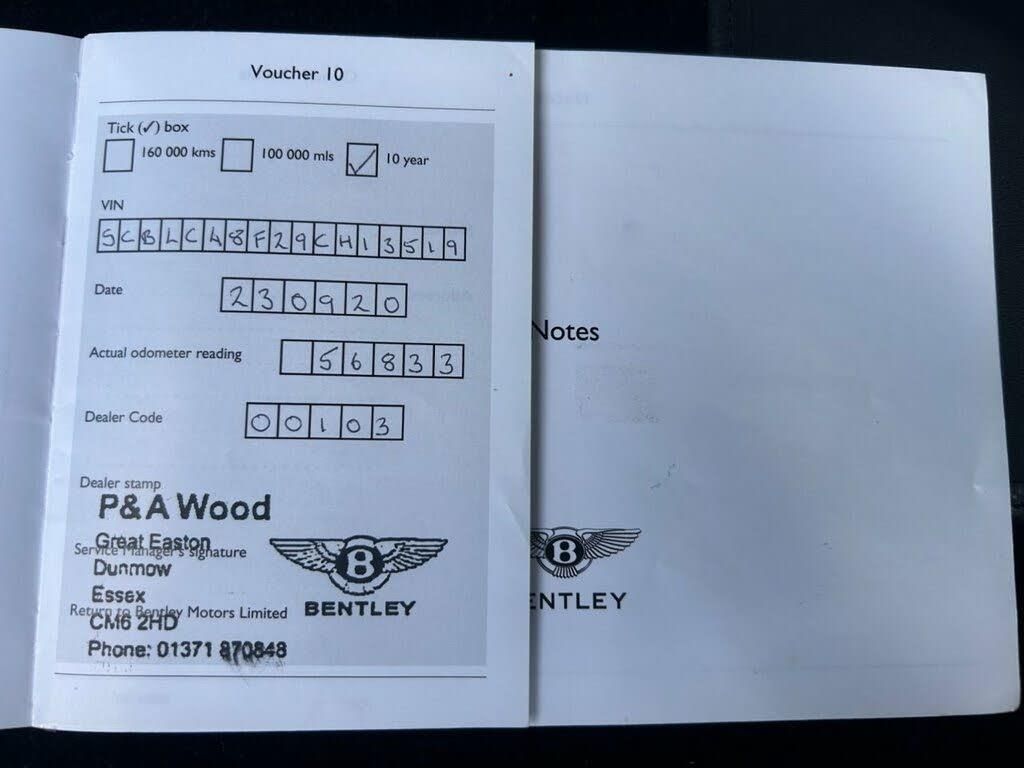 Voucher 10
Tick (✓) box
160 000 kms 100 000 mls ✓ 10 year
VIN
SCBLC48F29CH13519
Date 230920
Actual odometer reading 56833
Dealer Code 00103
Dealer stamp
P&A Wood
Great Easton
Service Manager's signature
Dunmow
Essex
Return to Bentley Motors Limited
CM6 2HD
Phone: 01371 870848
B
BENTLEY
Notes
B
ENTLEY